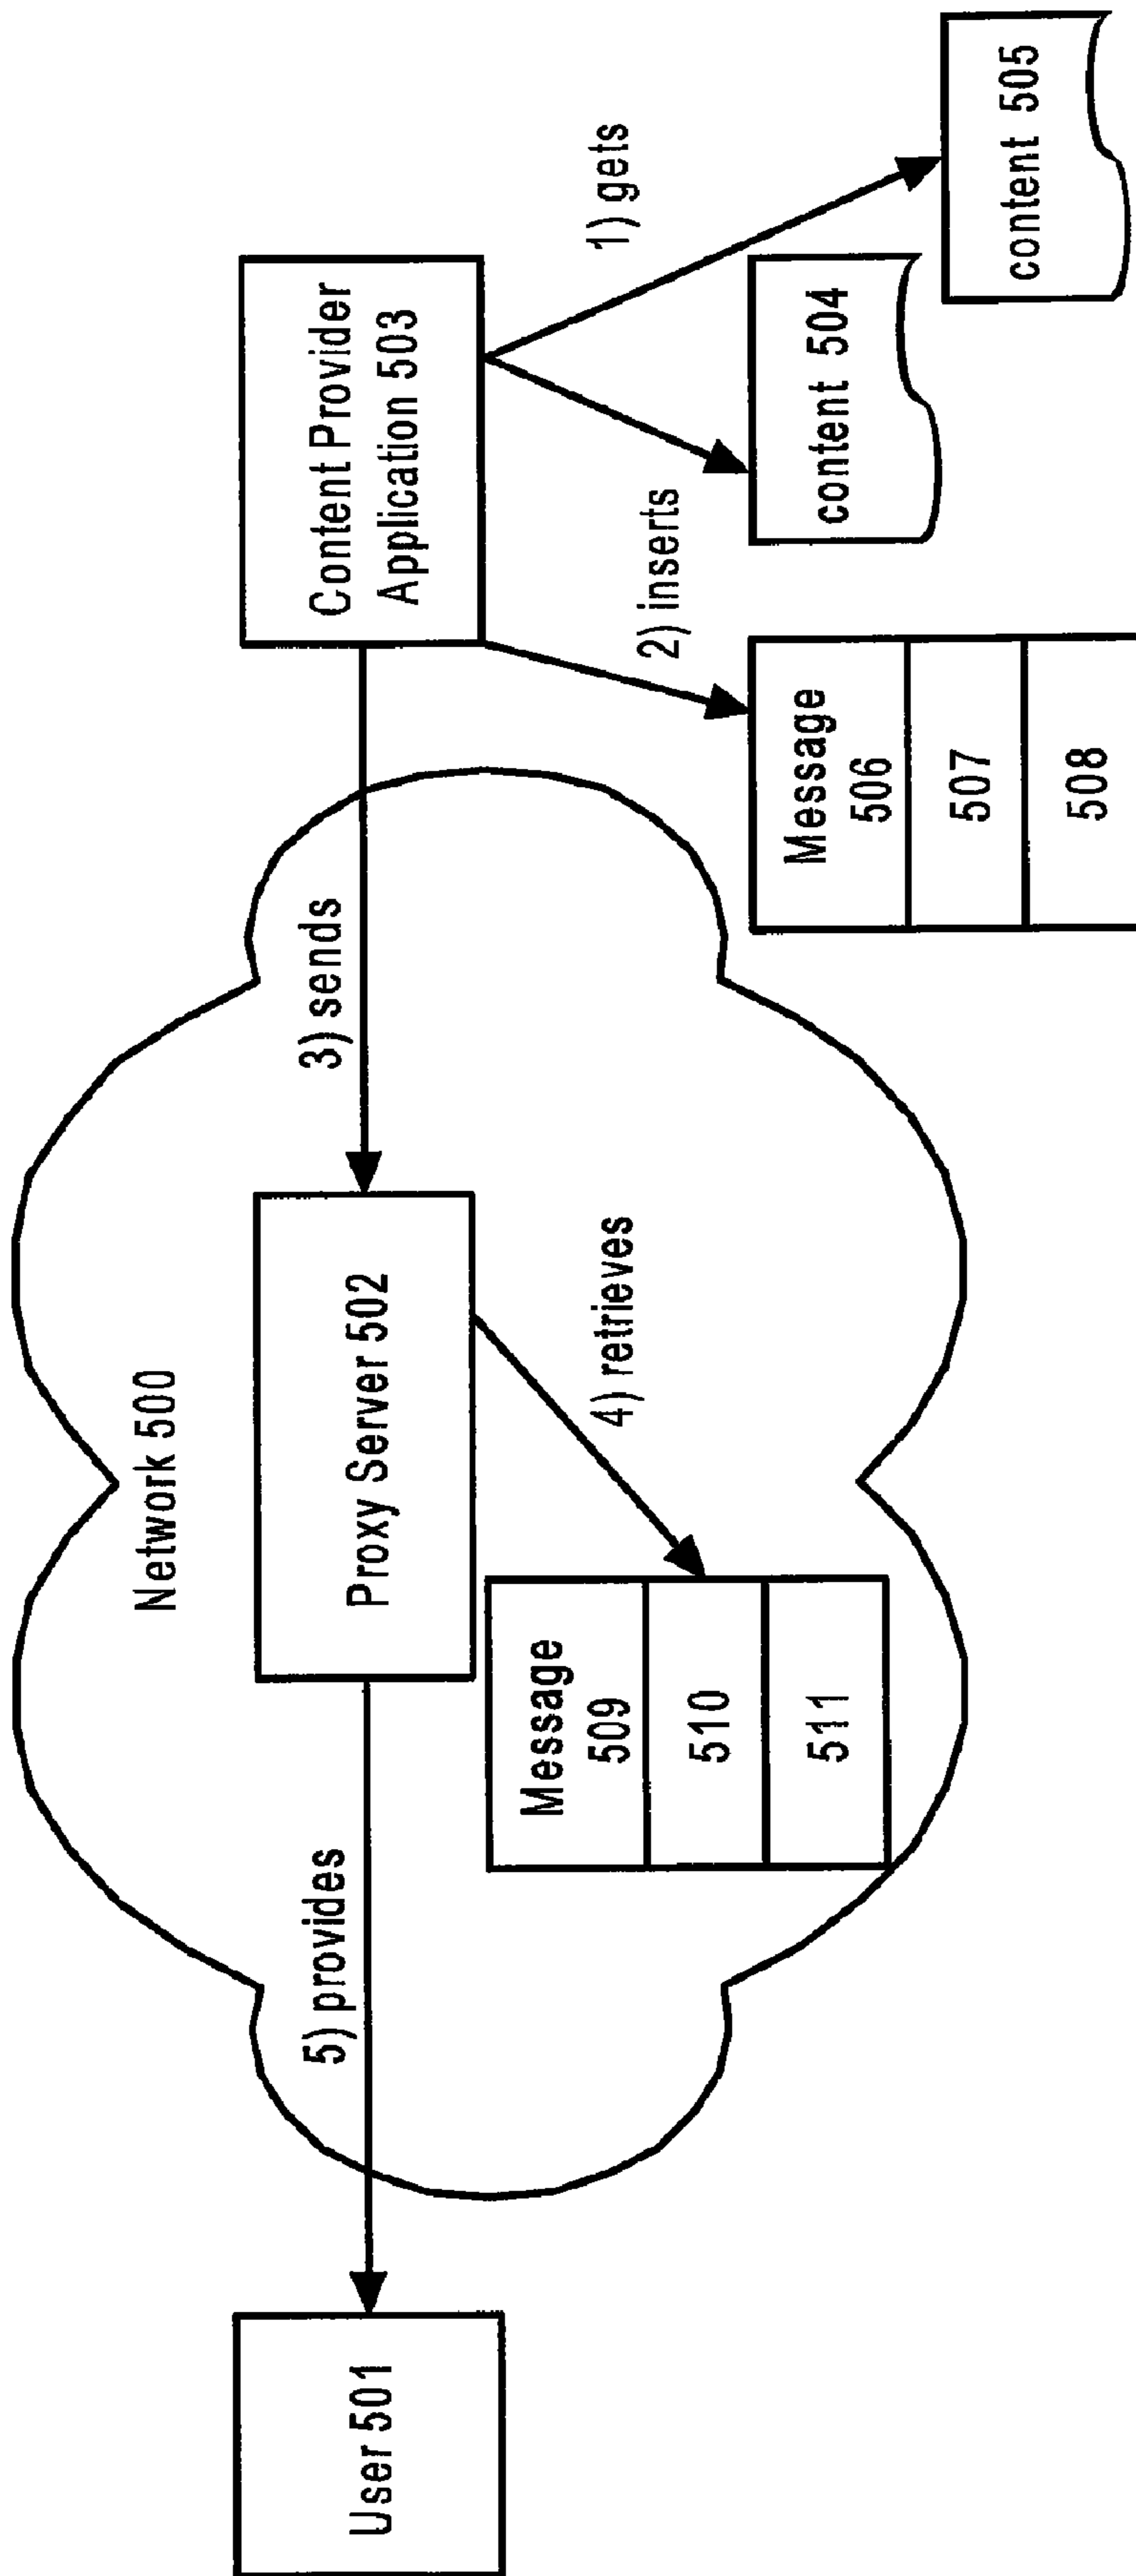 Network 500
User 501
5) provides
Proxy Server 502
3) sends
Content Provider
Application 503
Message
509
510
511
4) retrieves
Message
506
507
508
2) inserts
content 504
1) gets
content 505